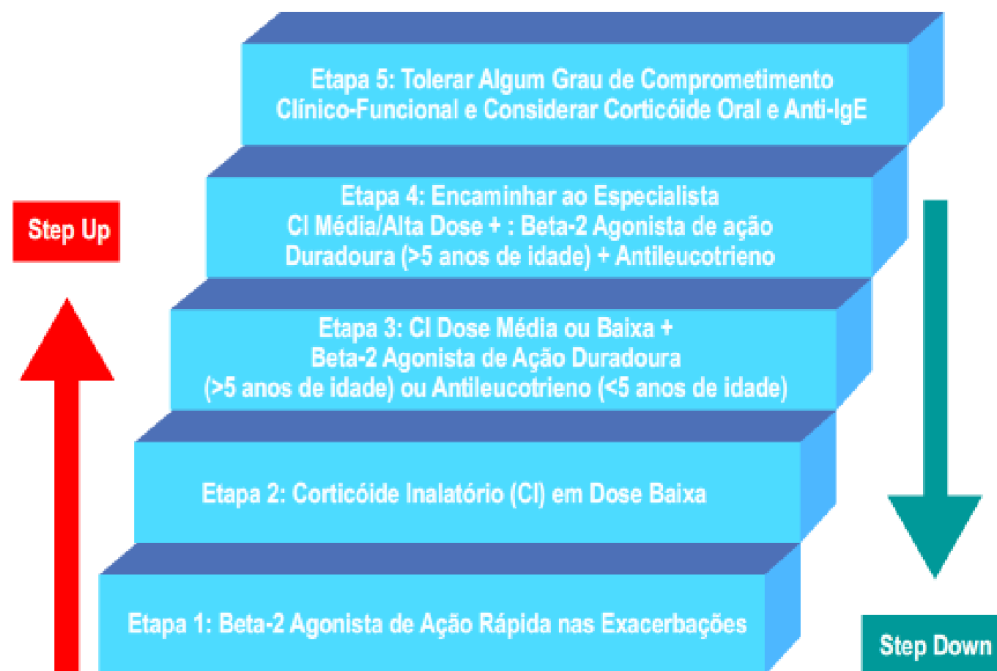 Etapa 5: Tolerar Algum Grau de Comprometimento
Clínico-Funcional e Considerar Corticóide Oral e Anti-IgE
Etapa 4: Encaminhar ao Especialista
CI Média/Alta Dose + : Beta-2 Agonista de ação
Duradoura (>5 anos de idade) + Antileucotrieno
Step Up
Etapa 3: CI Dose Média ou Baixa +
Beta-2 Agonista de Ação Duradoura
(>5 anos de idade) ou Antileucotrieno (<5 anos de idade)
Etapa 2: Corticóide Inalatório (CI) em Dose Baixa
Etapa 1: Beta-2 Agonista de Ação Rápida nas Exacerbações
Step Down